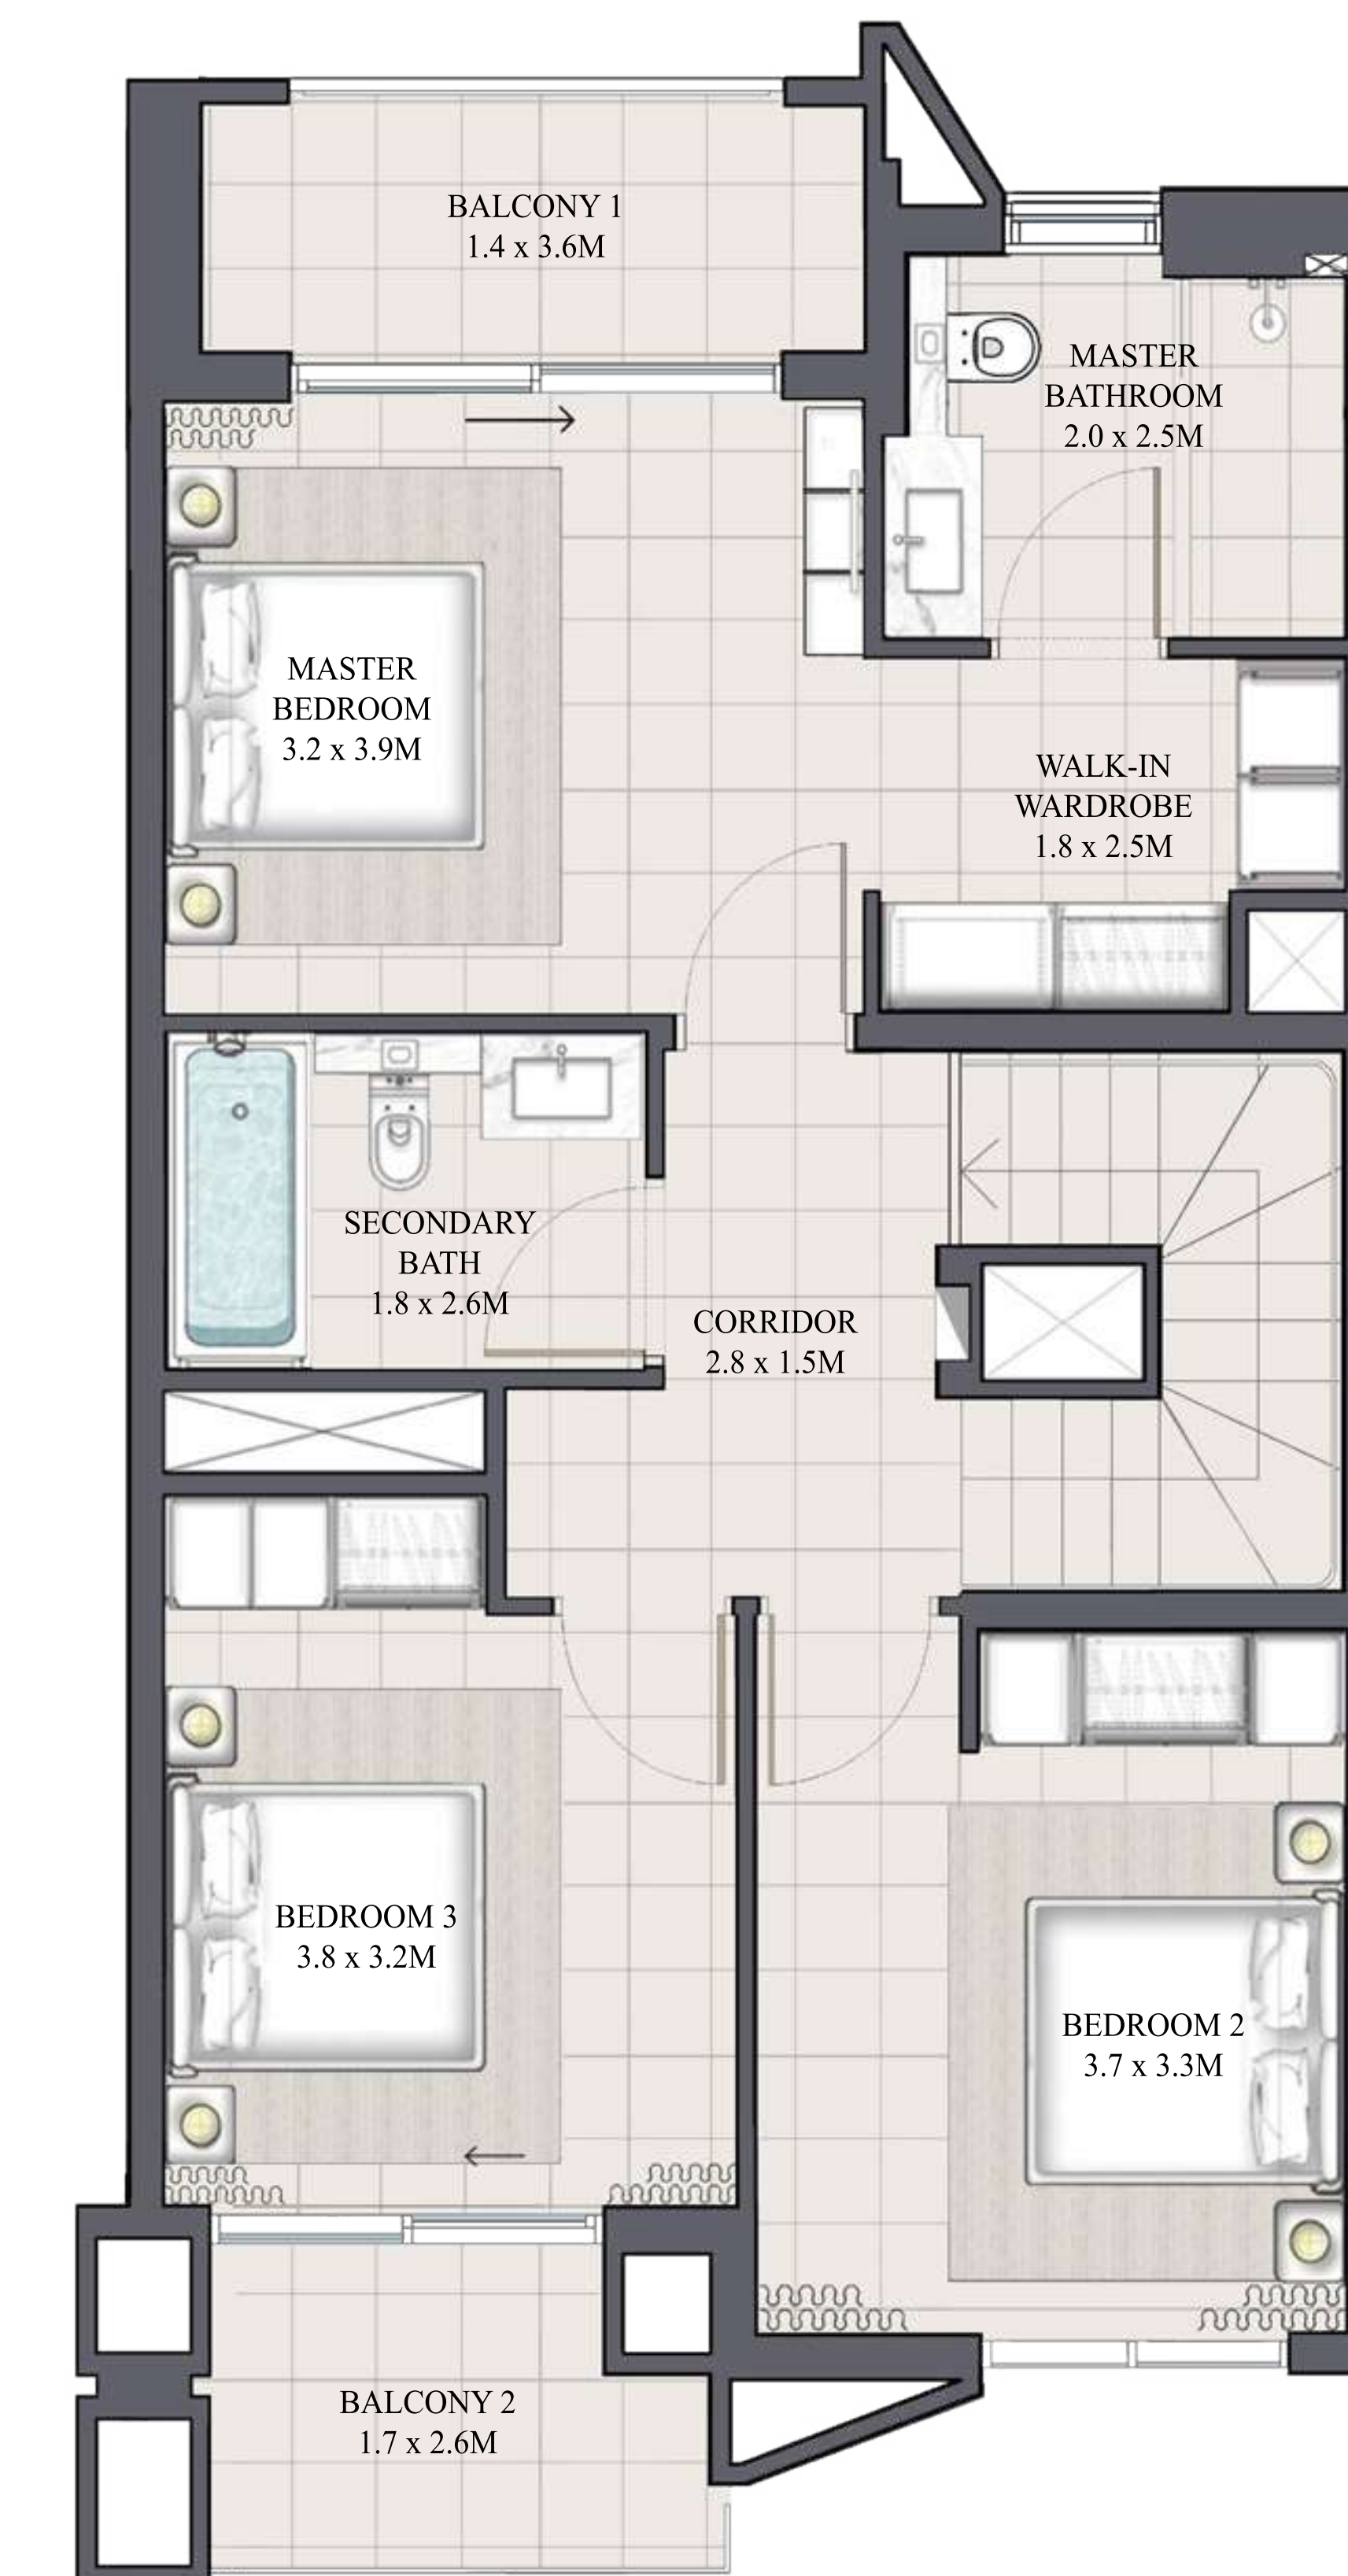 BALCONY 1
1.4 x 3.6M
MASTER
BATHROOM
2.0 x 2.5M
MASTER
BEDROOM
3.2 x 3.9M
WALK-IN
WARDROBE
1.8 x 2.5M
SECONDARY
BATH
1.8 x 2.6M
CORRIDOR
2.8 x 1.5M
BEDROOM 3
3.8 x 3.2M
BEDROOM 2
3.7 x 3.3M
BALCONY 2
1.7 x 2.6M